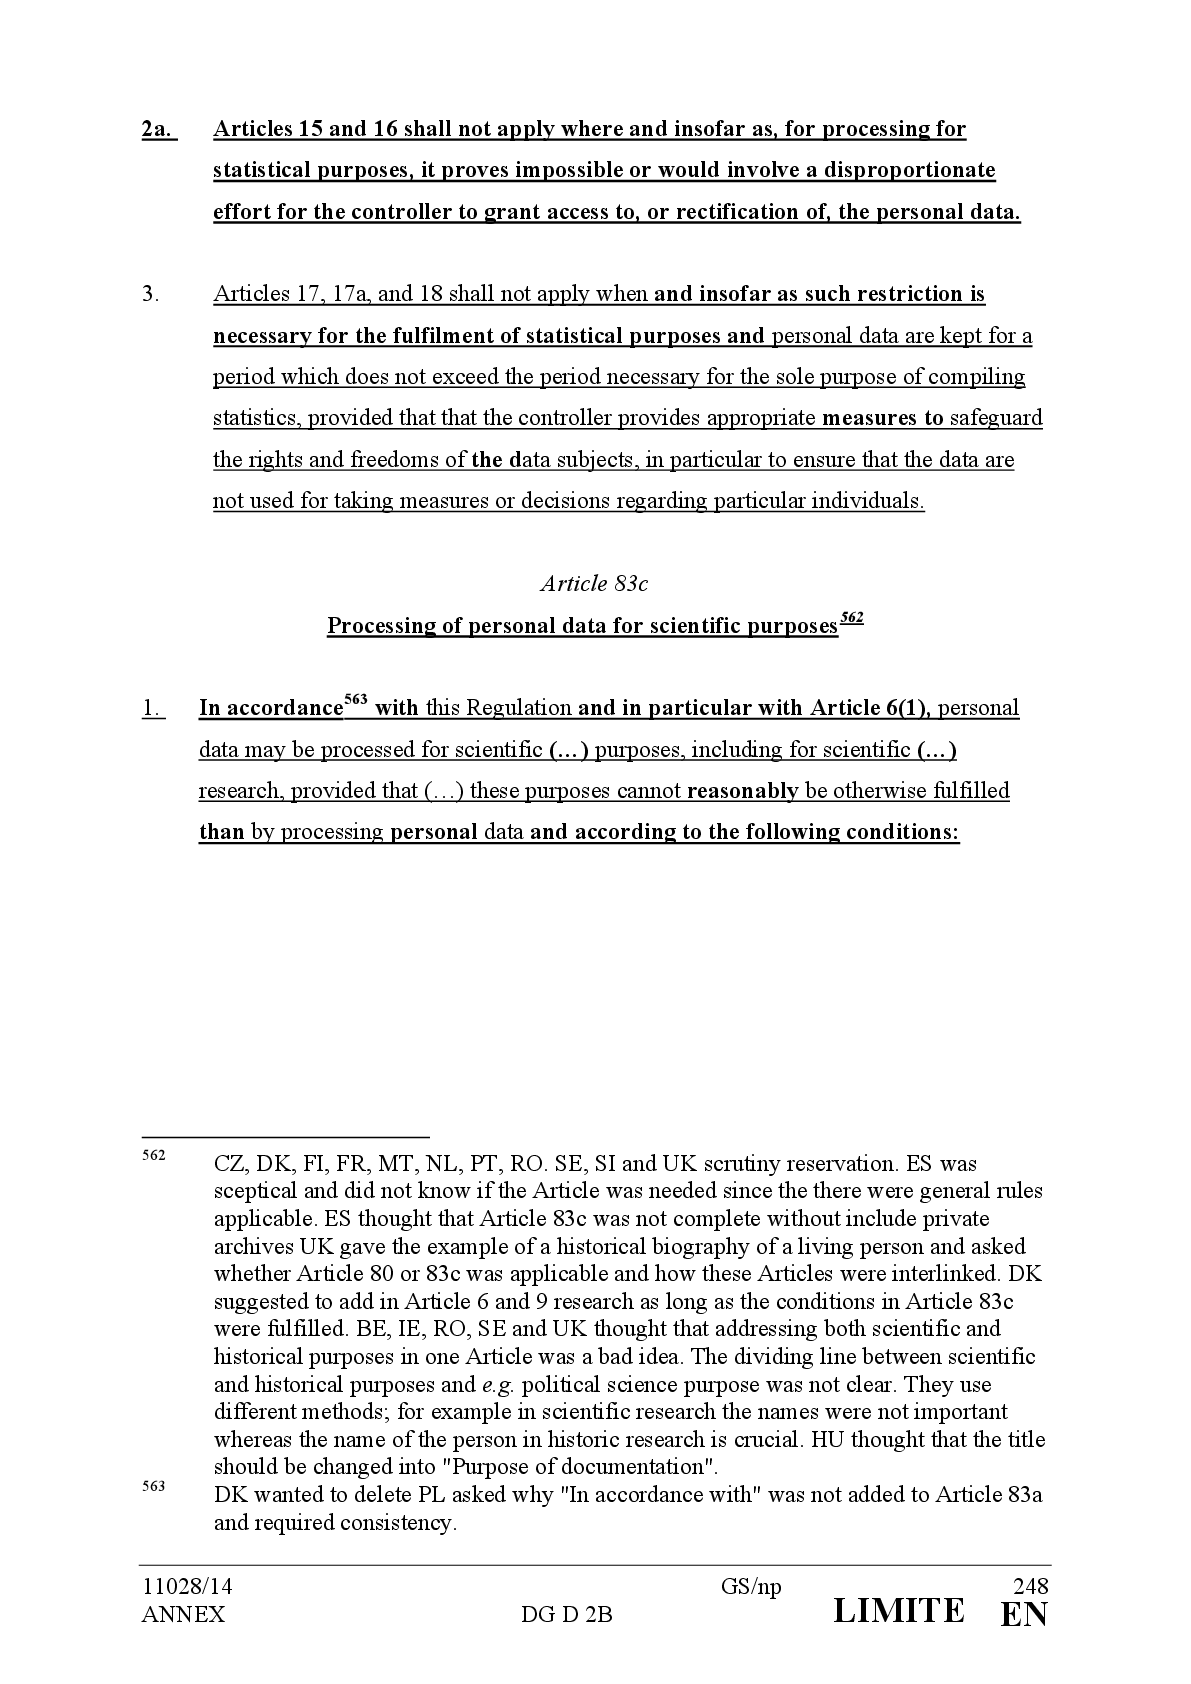 2a. Articles 15 and 16 shall not apply where and insofar as, for processing for
statistical purposes, it proves impossible or would involve a disproportionate
effort for the controller to grant access to, or rectification of, the personal data.
3. Articles 17, 17a, and 18 shall not apply when and insofar as such restriction is
necessary for the fulfilment of statistical purposes and personal data are kept for a
period which does not exceed the period necessary for the sole purpose of compiling
statistics, provided that that the controller provides appropriate measures to safeguard
the rights and freedoms of the data subjects, in particular to ensure that the data are
not used for taking measures or decisions regarding particular individuals.
Article 83c
Processing of personal data for scientific purposes562
1. In accordance563 with this Regulation and in particular with Article 6(1), personal
data may be processed for scientific (…) purposes, including for scientific (…)
research, provided that (…) these purposes cannot reasonably be otherwise fulfilled
than by processing personal data and according to the following conditions:
562 CZ, DK, FI, FR, MT, NL, PT, RO. SE, SI and UK scrutiny reservation. ES was
sceptical and did not know if the Article was needed since the there were general rules
applicable. ES thought that Article 83c was not complete without include private
archives UK gave the example of a historical biography of a living person and asked
whether Article 80 or 83c was applicable and how these Articles were interlinked. DK
suggested to add in Article 6 and 9 research as long as the conditions in Article 83c
were fulfilled. BE, IE, RO, SE and UK thought that addressing both scientific and
historical purposes in one Article was a bad idea. The dividing line between scientific
and historical purposes and e.g. political science purpose was not clear. They use
different methods; for example in scientific research the names were not important
whereas the name of the person in historic research is crucial. HU thought that the title
should be changed into "Purpose of documentation".
563 DK wanted to delete PL asked why "In accordance with" was not added to Article 83a
and required consistency.
11028/14 GS/np 248
ANNEX DG D 2B LIMITE EN